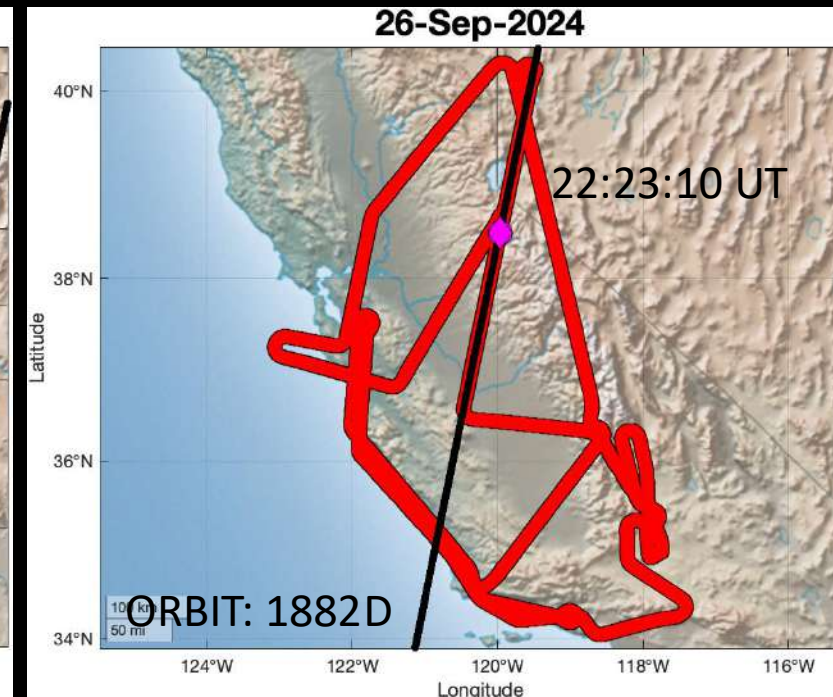 26-Sep-2024
40°N
22:23:10 UT
38°N
Latitude
36°N
100 km
ORBIT: 1882D
50 mi
34°N
124°W 122°W 120°W 118°W 116°W
Longitude